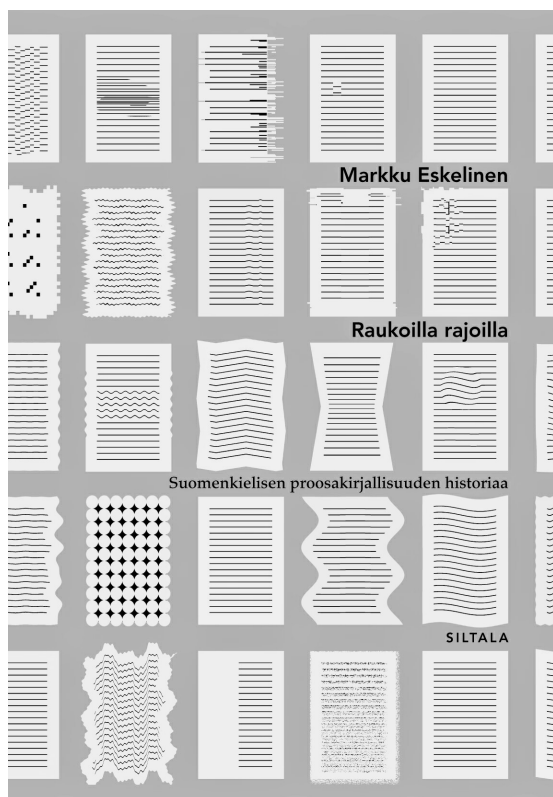 Markku Eskelinen
Raukoilla rajoilla
Suomenkielisen proosakirjallisuuden historiaa
SILTALA